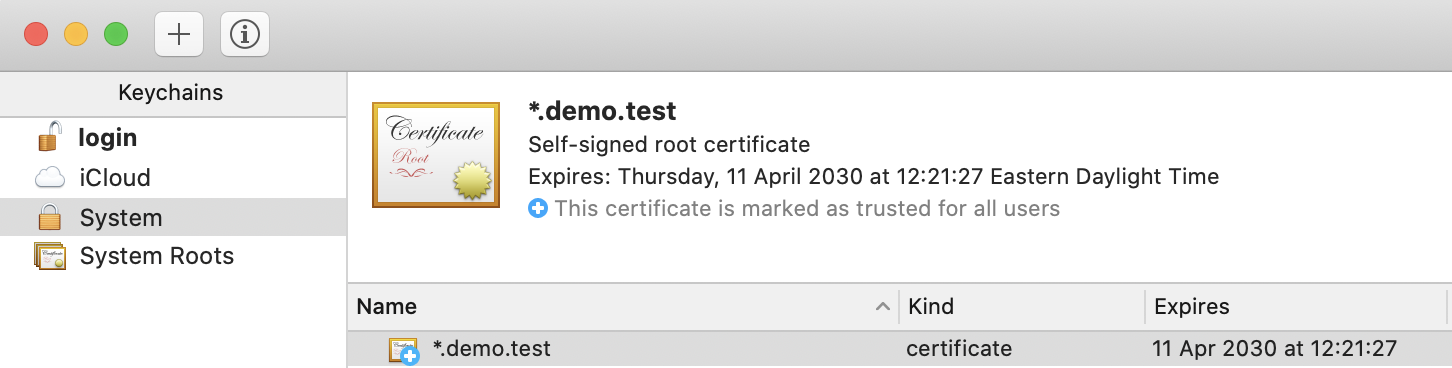 Keychains
login
iCloud
System
System Roots
Certificate
Root
*.demo.test
Self-signed root certificate
Expires: Thursday, 11 April 2030 at 12:21:27 Eastern Daylight Time
This certificate is marked as trusted for all users
Name Kind Expires
*.demo.test certificate 11 Apr 2030 at 12:21:27